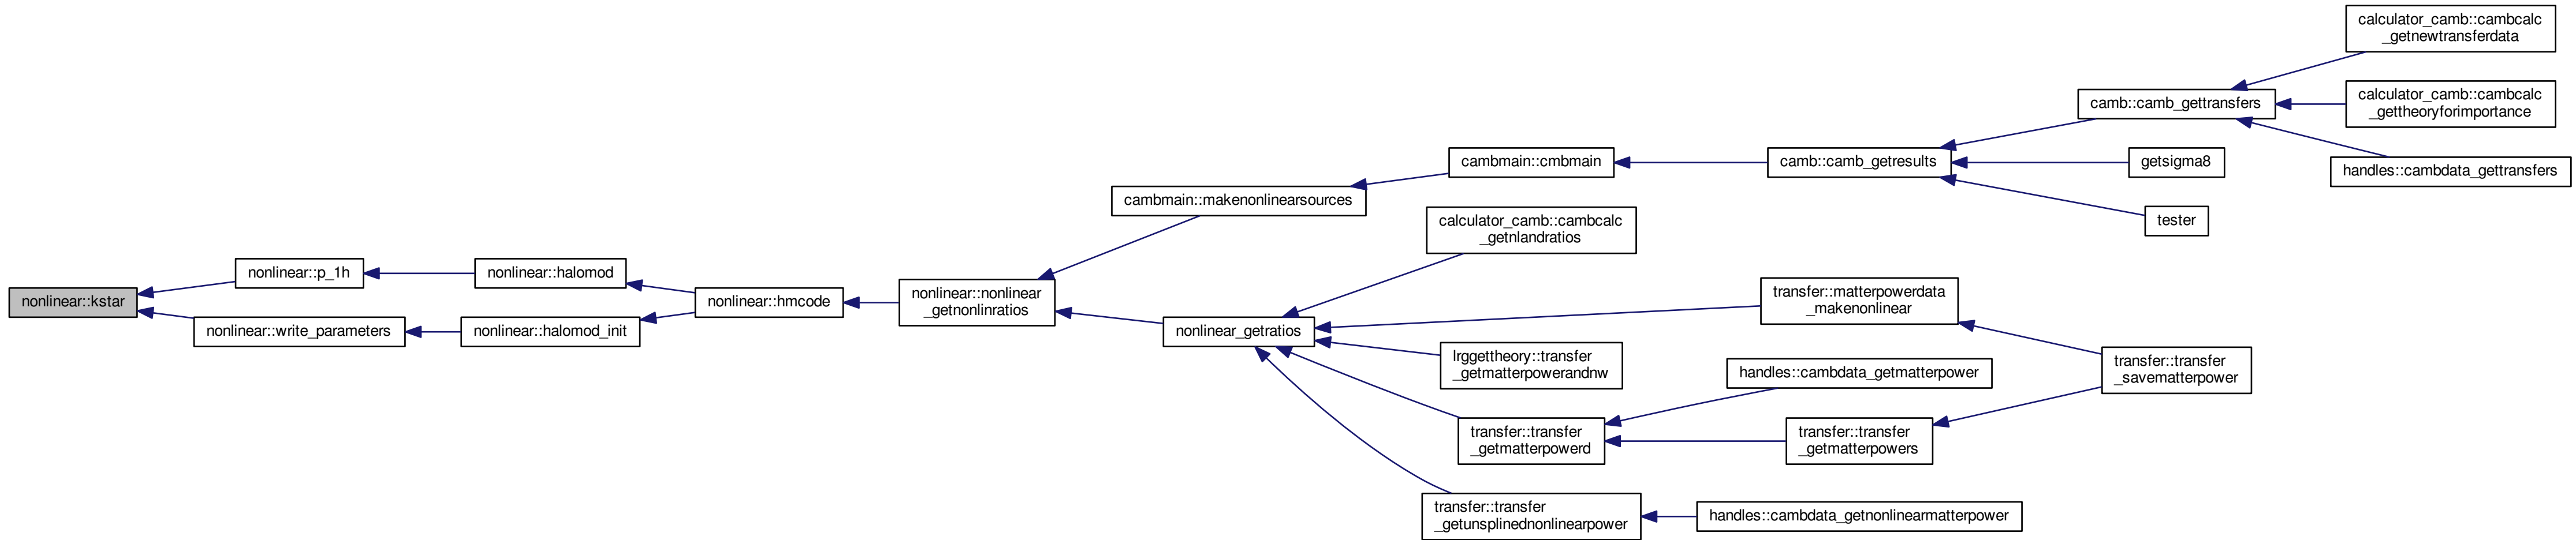 nonlinear::kstar
nonlinear::p_1h
nonlinear::write_parameters
nonlinear::halomod
nonlinear::halomod_init
nonlinear::hmcode
nonlinear::nonlinear
_getnonlinratios
cambmain::makenonlinearsources
nonlinear_getratios
cambmain::cmbmain
calculator_camb::cambcalc
_getnlandratios
lrggettheory::transfer
_getmatterpowerandnw
transfer::transfer
_getmatterpowerd
transfer::transfer
_getunsplinednonlinearpower
camb::camb_getresults
transfer::matterpowerdata
_makenonlinear
handles::cambdata_getmatterpower
transfer::transfer
_getmatterpowers
handles::cambdata_getnonlinearmatterpower
camb::camb_gettransfers
getsigma8
tester
transfer::transfer
_savematterpower
calculator_camb::cambcalc
_getnewtransferdata
calculator_camb::cambcalc
_gettheoryforimportance
handles::cambdata_gettransfers